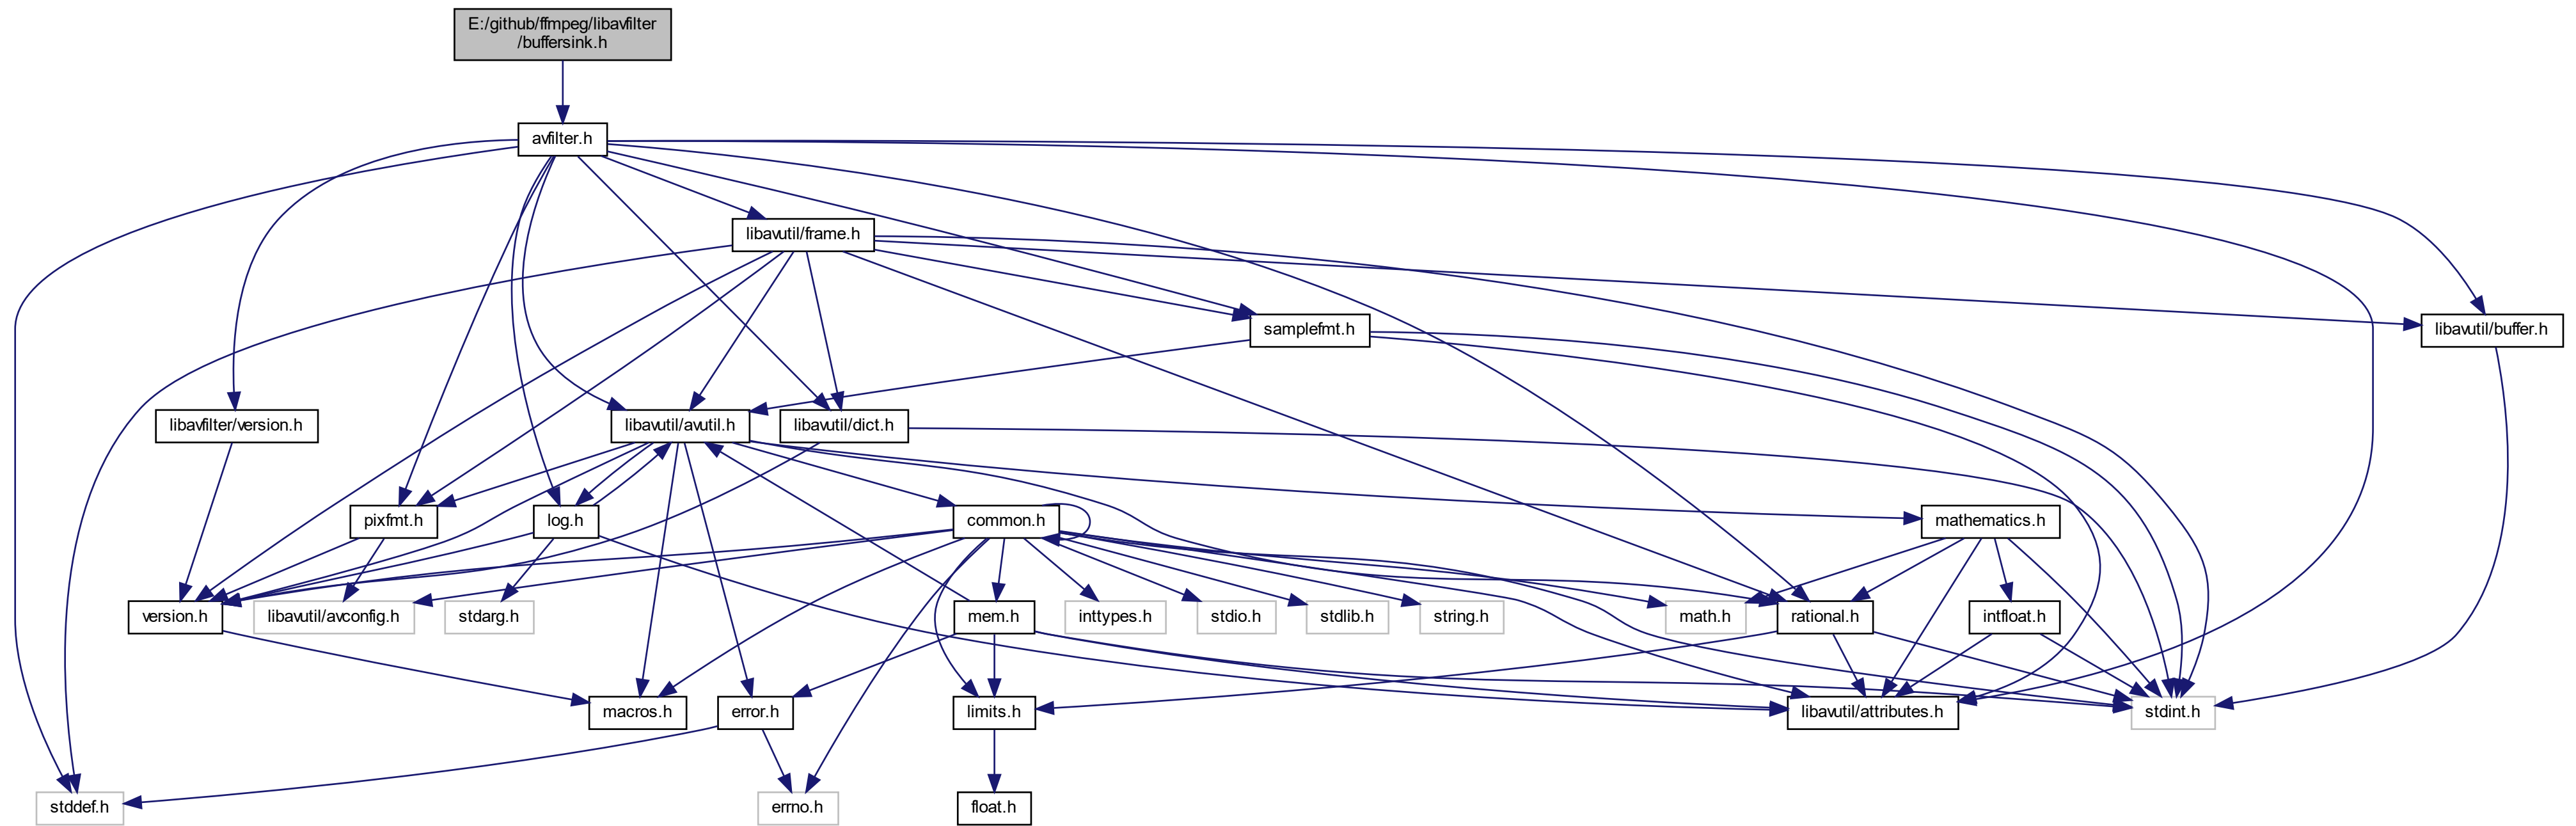 E:/github/ffmpeg/libavfilter
/buffersink.h
avfilter.h
libavutil/frame.h
samplefmt.h
libavutil/buffer.h
libavfilter/version.h
libavutil/avutil.h
libavutil/dict.h
pixfmt.h
log.h
common.h
mathematics.h
version.h
libavutil/avconfig.h
stdarg.h
mem.h
inttypes.h
stdio.h
stdlib.h
string.h
math.h
rational.h
intfloat.h
macros.h
error.h
limits.h
libavutil/attributes.h
stdint.h
stddef.h
errno.h
float.h